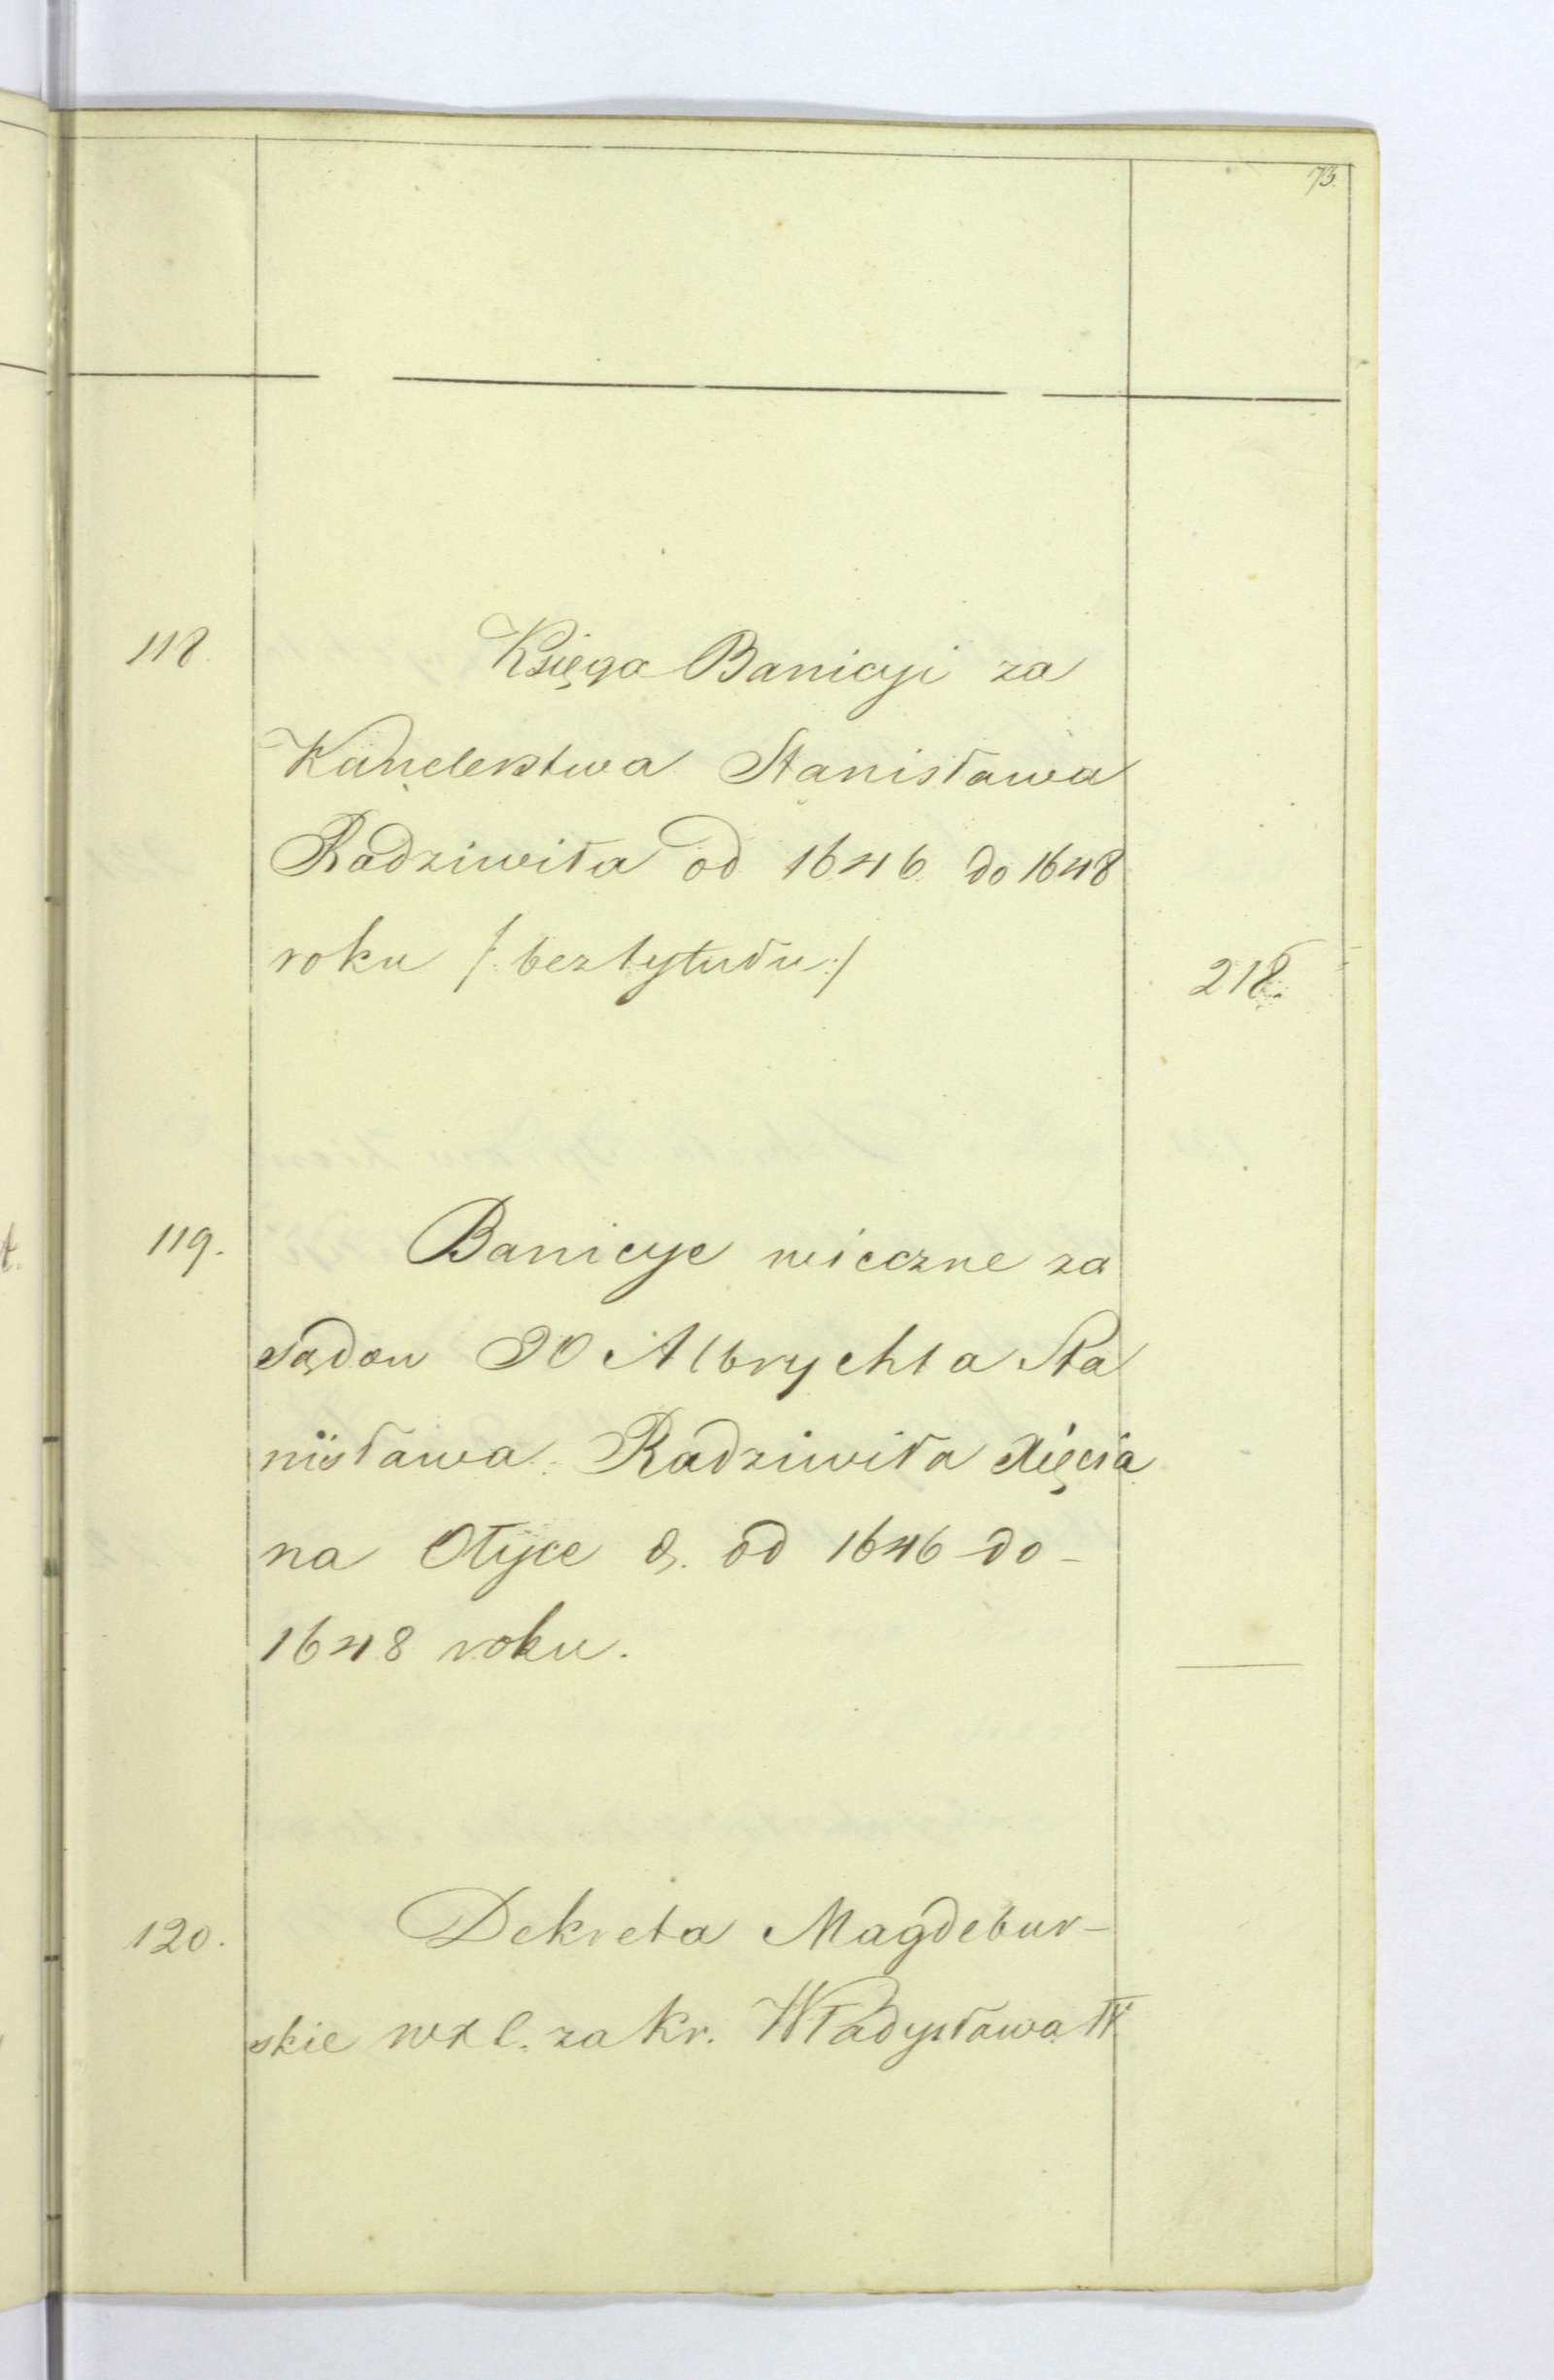 73.
118. Księga Banicyi za
Kanclerstwa Stanisława
Radziwiła od 1646 do 1648
roku /: bez tytułu :/ 218.
119. Banicye wieczne za
sądow JO Albrychta Sta
nisława Radziwiła Xięcia
na Ołyce &. od 1646 do -
1648 roku.
120. Dekreta Magdebur-
skie WXL. za kr. Władysława IV